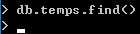 > db.temps.find()
>